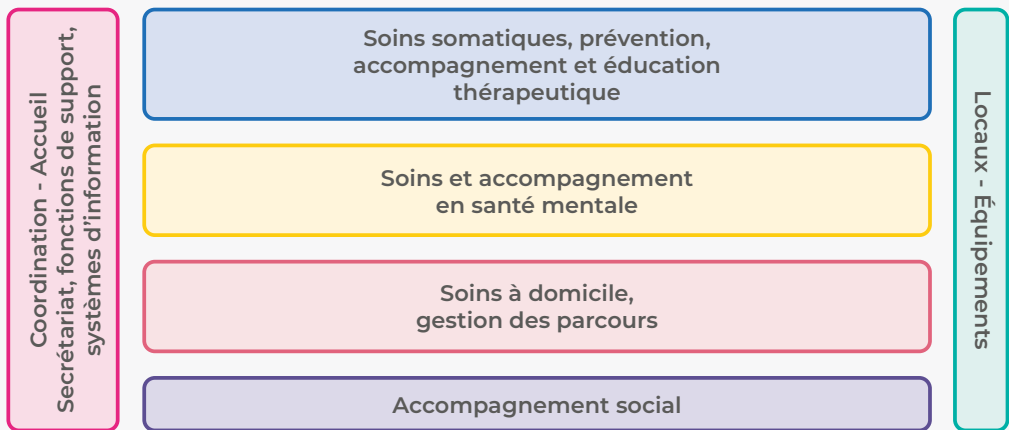 Coordination - Accueil
Secrétariat, fonctions de support,
systèmes d'information
Soins somatiques, prévention,
accompagnement et éducation
thérapeutique
Soins et accompagnement
en santé mentale
Soins à domicile,
gestion des parcours
Accompagnement social
Locaux - Équipements